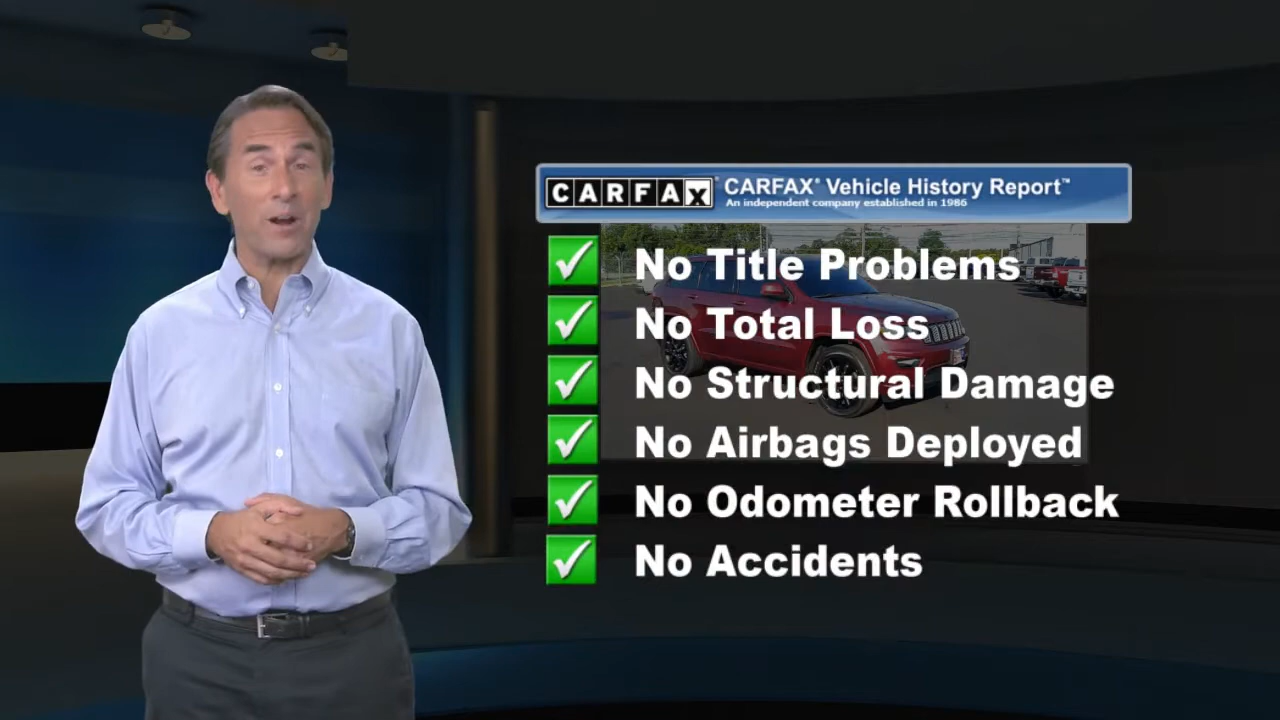 CARFAX CARFAX® Vehicle History Report™
An independent company established in 1986
No Title Problems
No Total Loss
No Structural Damage
No Airbags Deployed
No Odometer Rollback
No Accidents